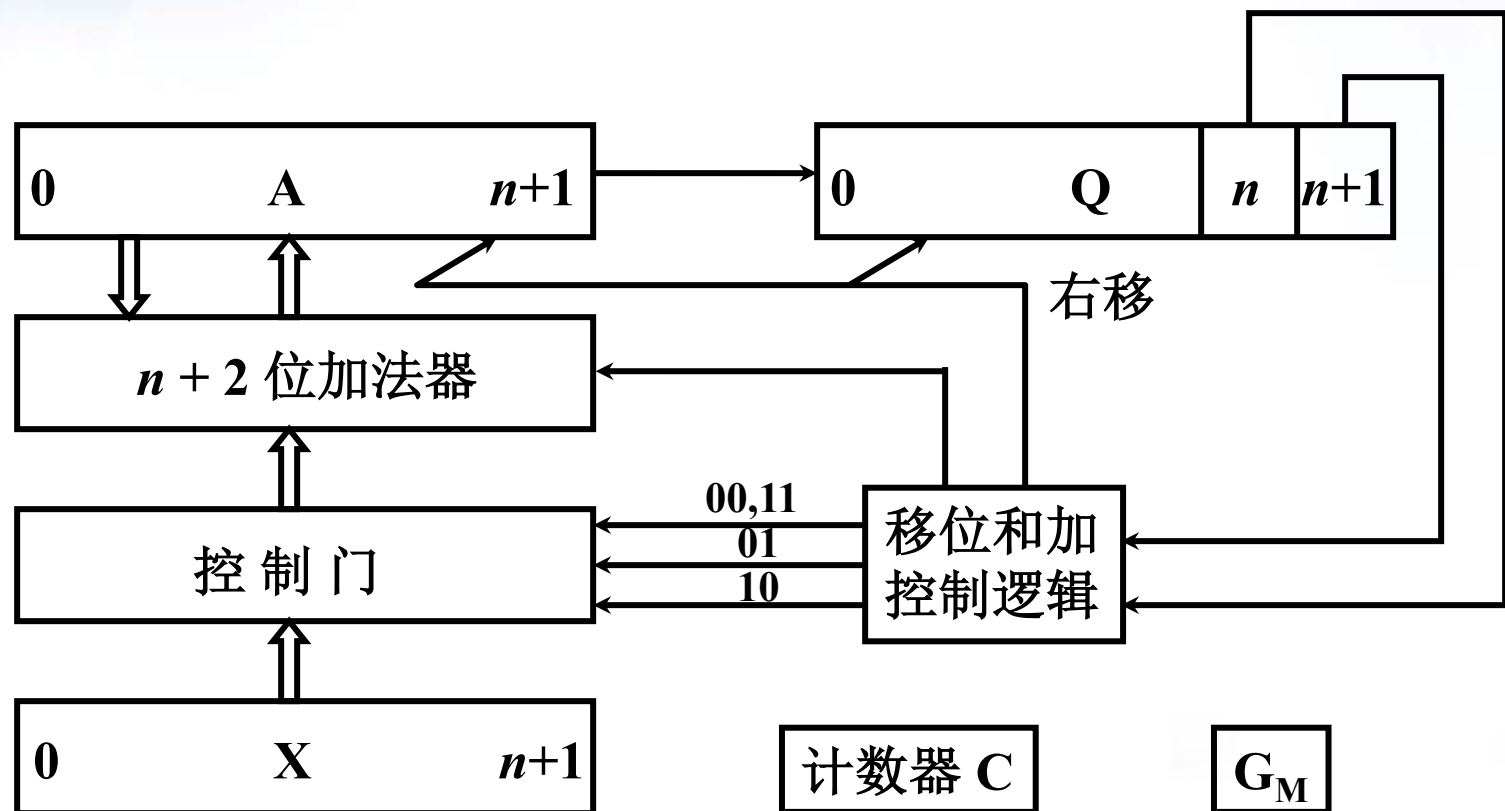 0 A n+1
0 Q n n+1
右移
n + 2 位加法器
00,11
01
10
控 制 门
移位和加
控制逻辑
0 X n+1
计数器 C
G_M